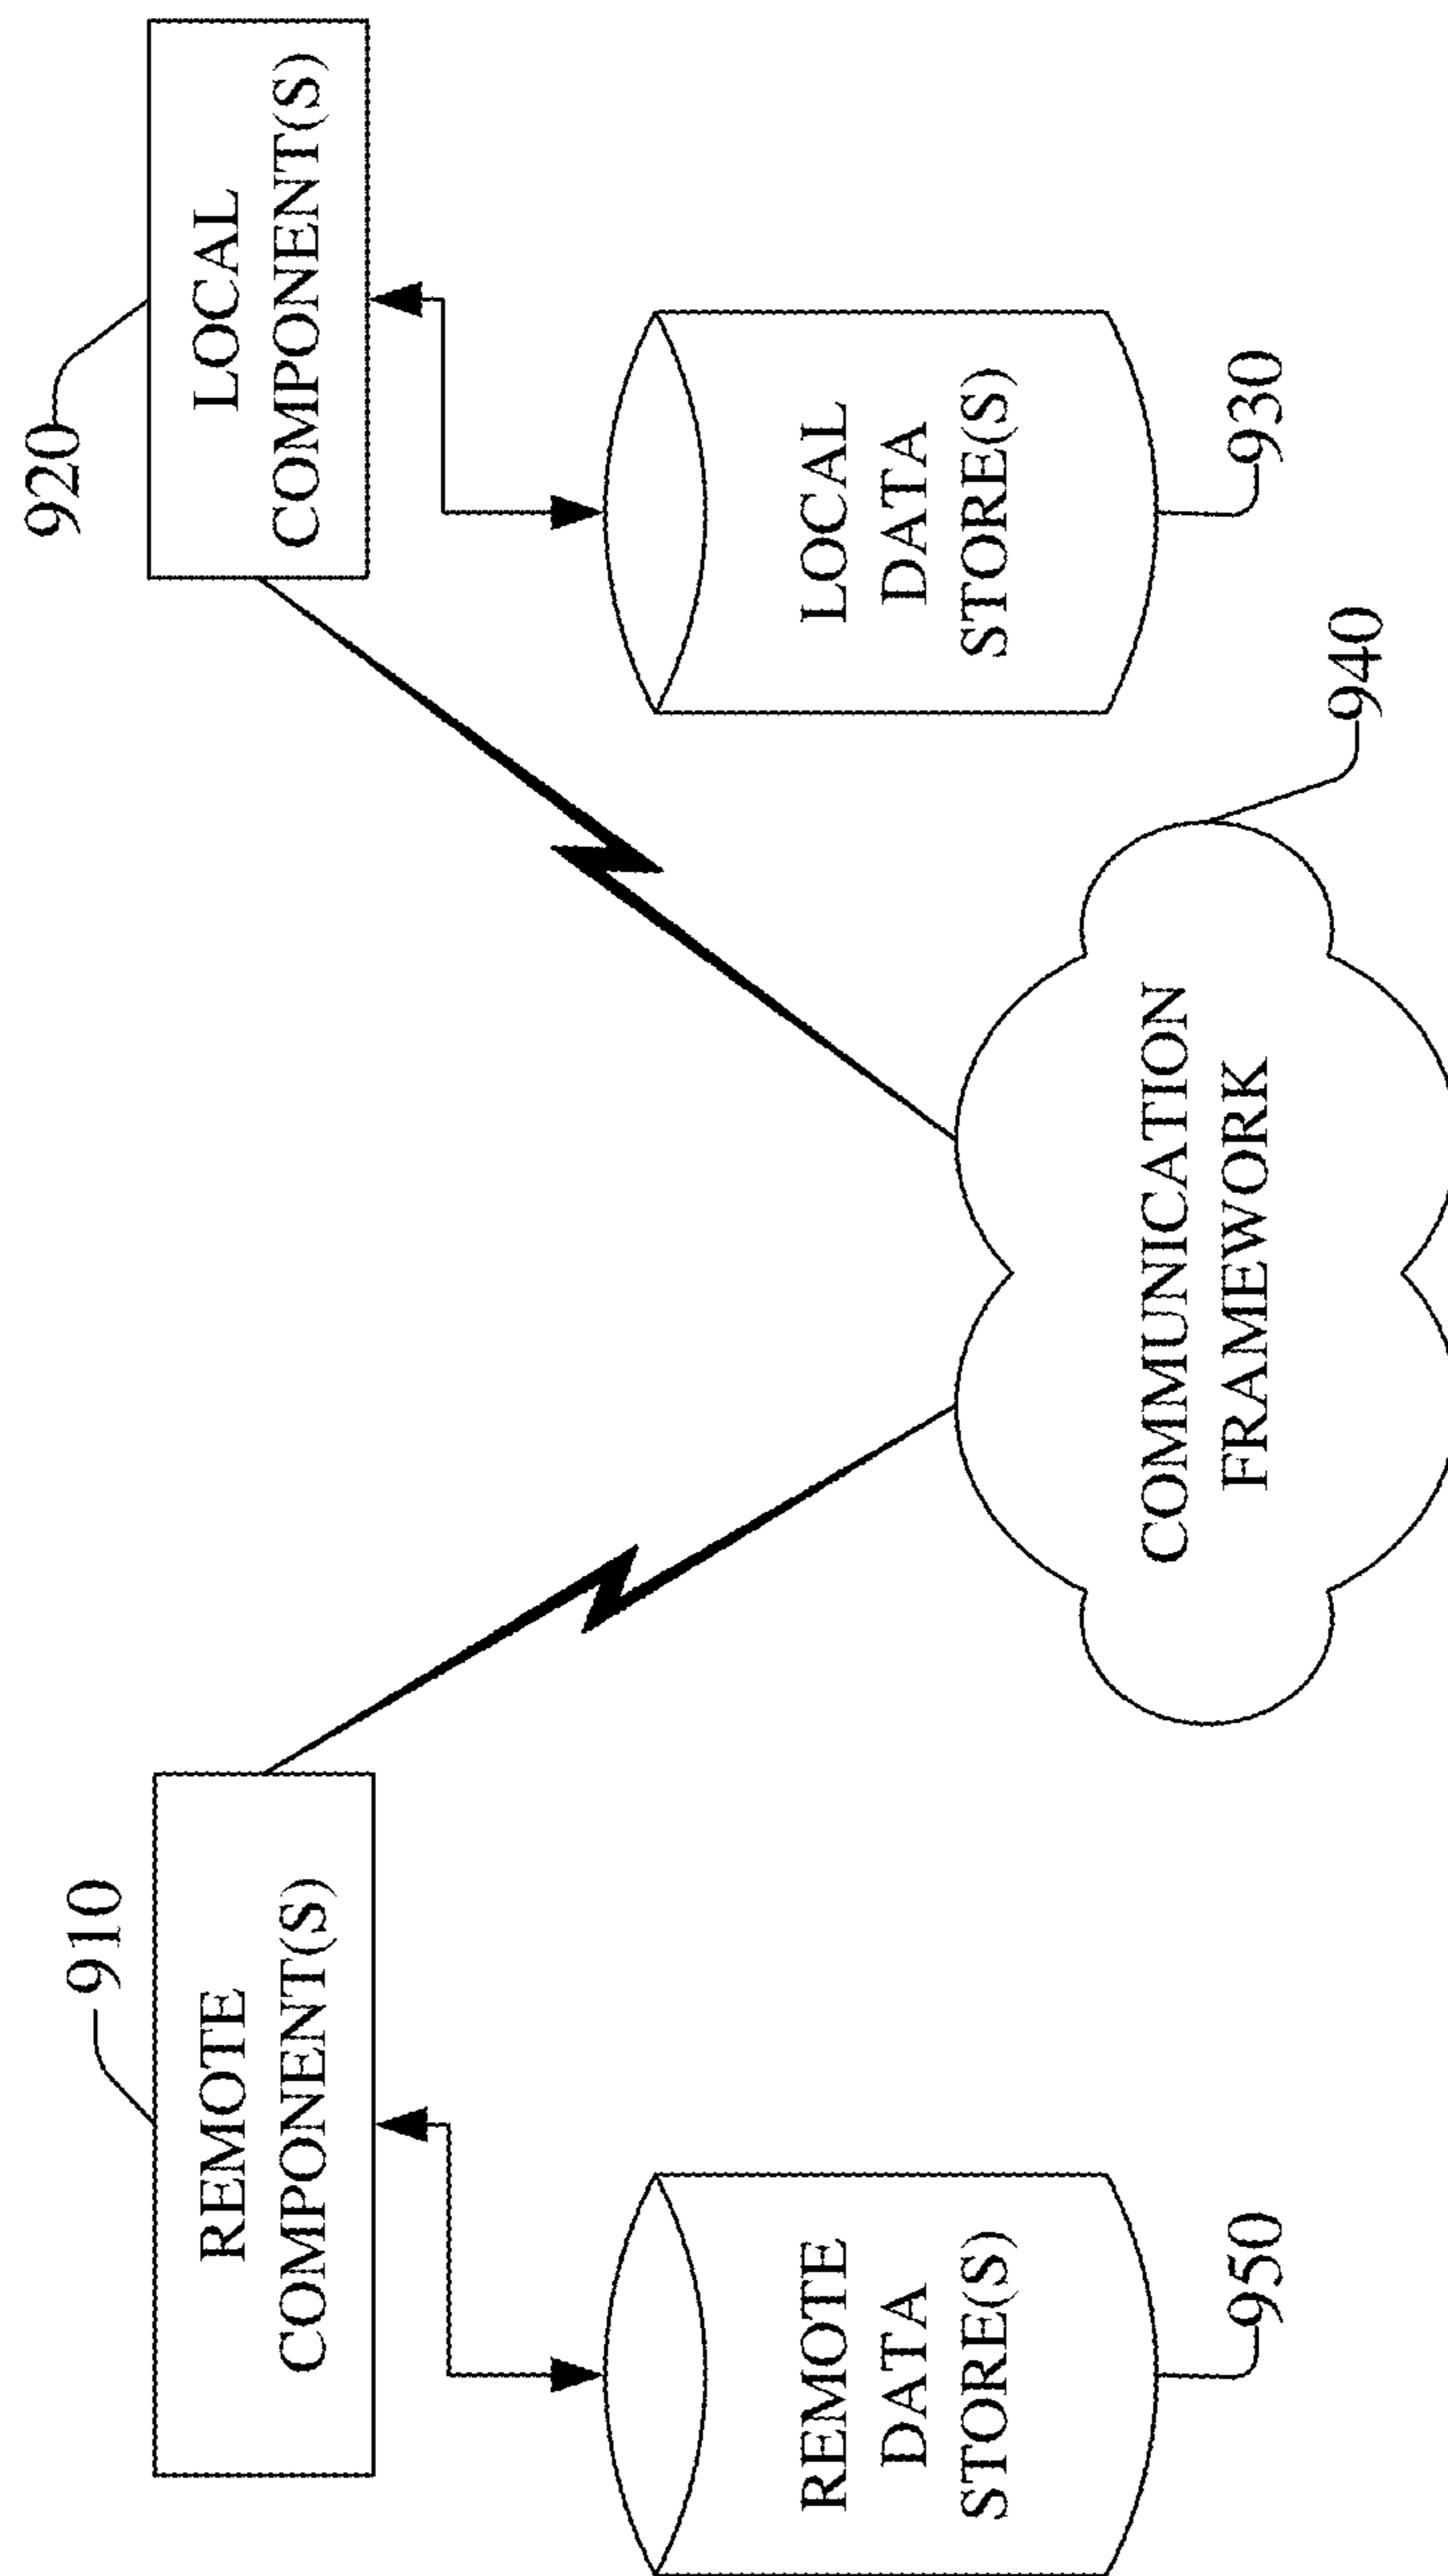 910
REMOTE
COMPONENT(S)
920
LOCAL
COMPONENT(S)
REMOTE
DATA
STORE(S)
950
LOCAL
DATA
STORE(S)
930
COMMUNICATION
FRAMEWORK
940